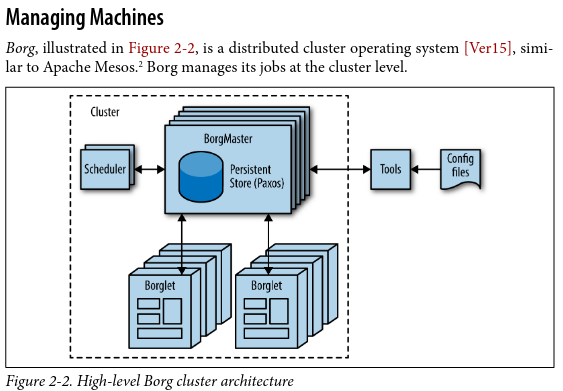 Managing Machines
Borg, illustrated in Figure 2-2, is a distributed cluster operating system [Ver15], simi-
lar to Apache Mesos.² Borg manages its jobs at the cluster level.
Cluster
BorgMaster
Scheduler
Persistent
Store (Paxos)
Tools
Config
files
Borglet
Borglet
Figure 2-2. High-level Borg cluster architecture